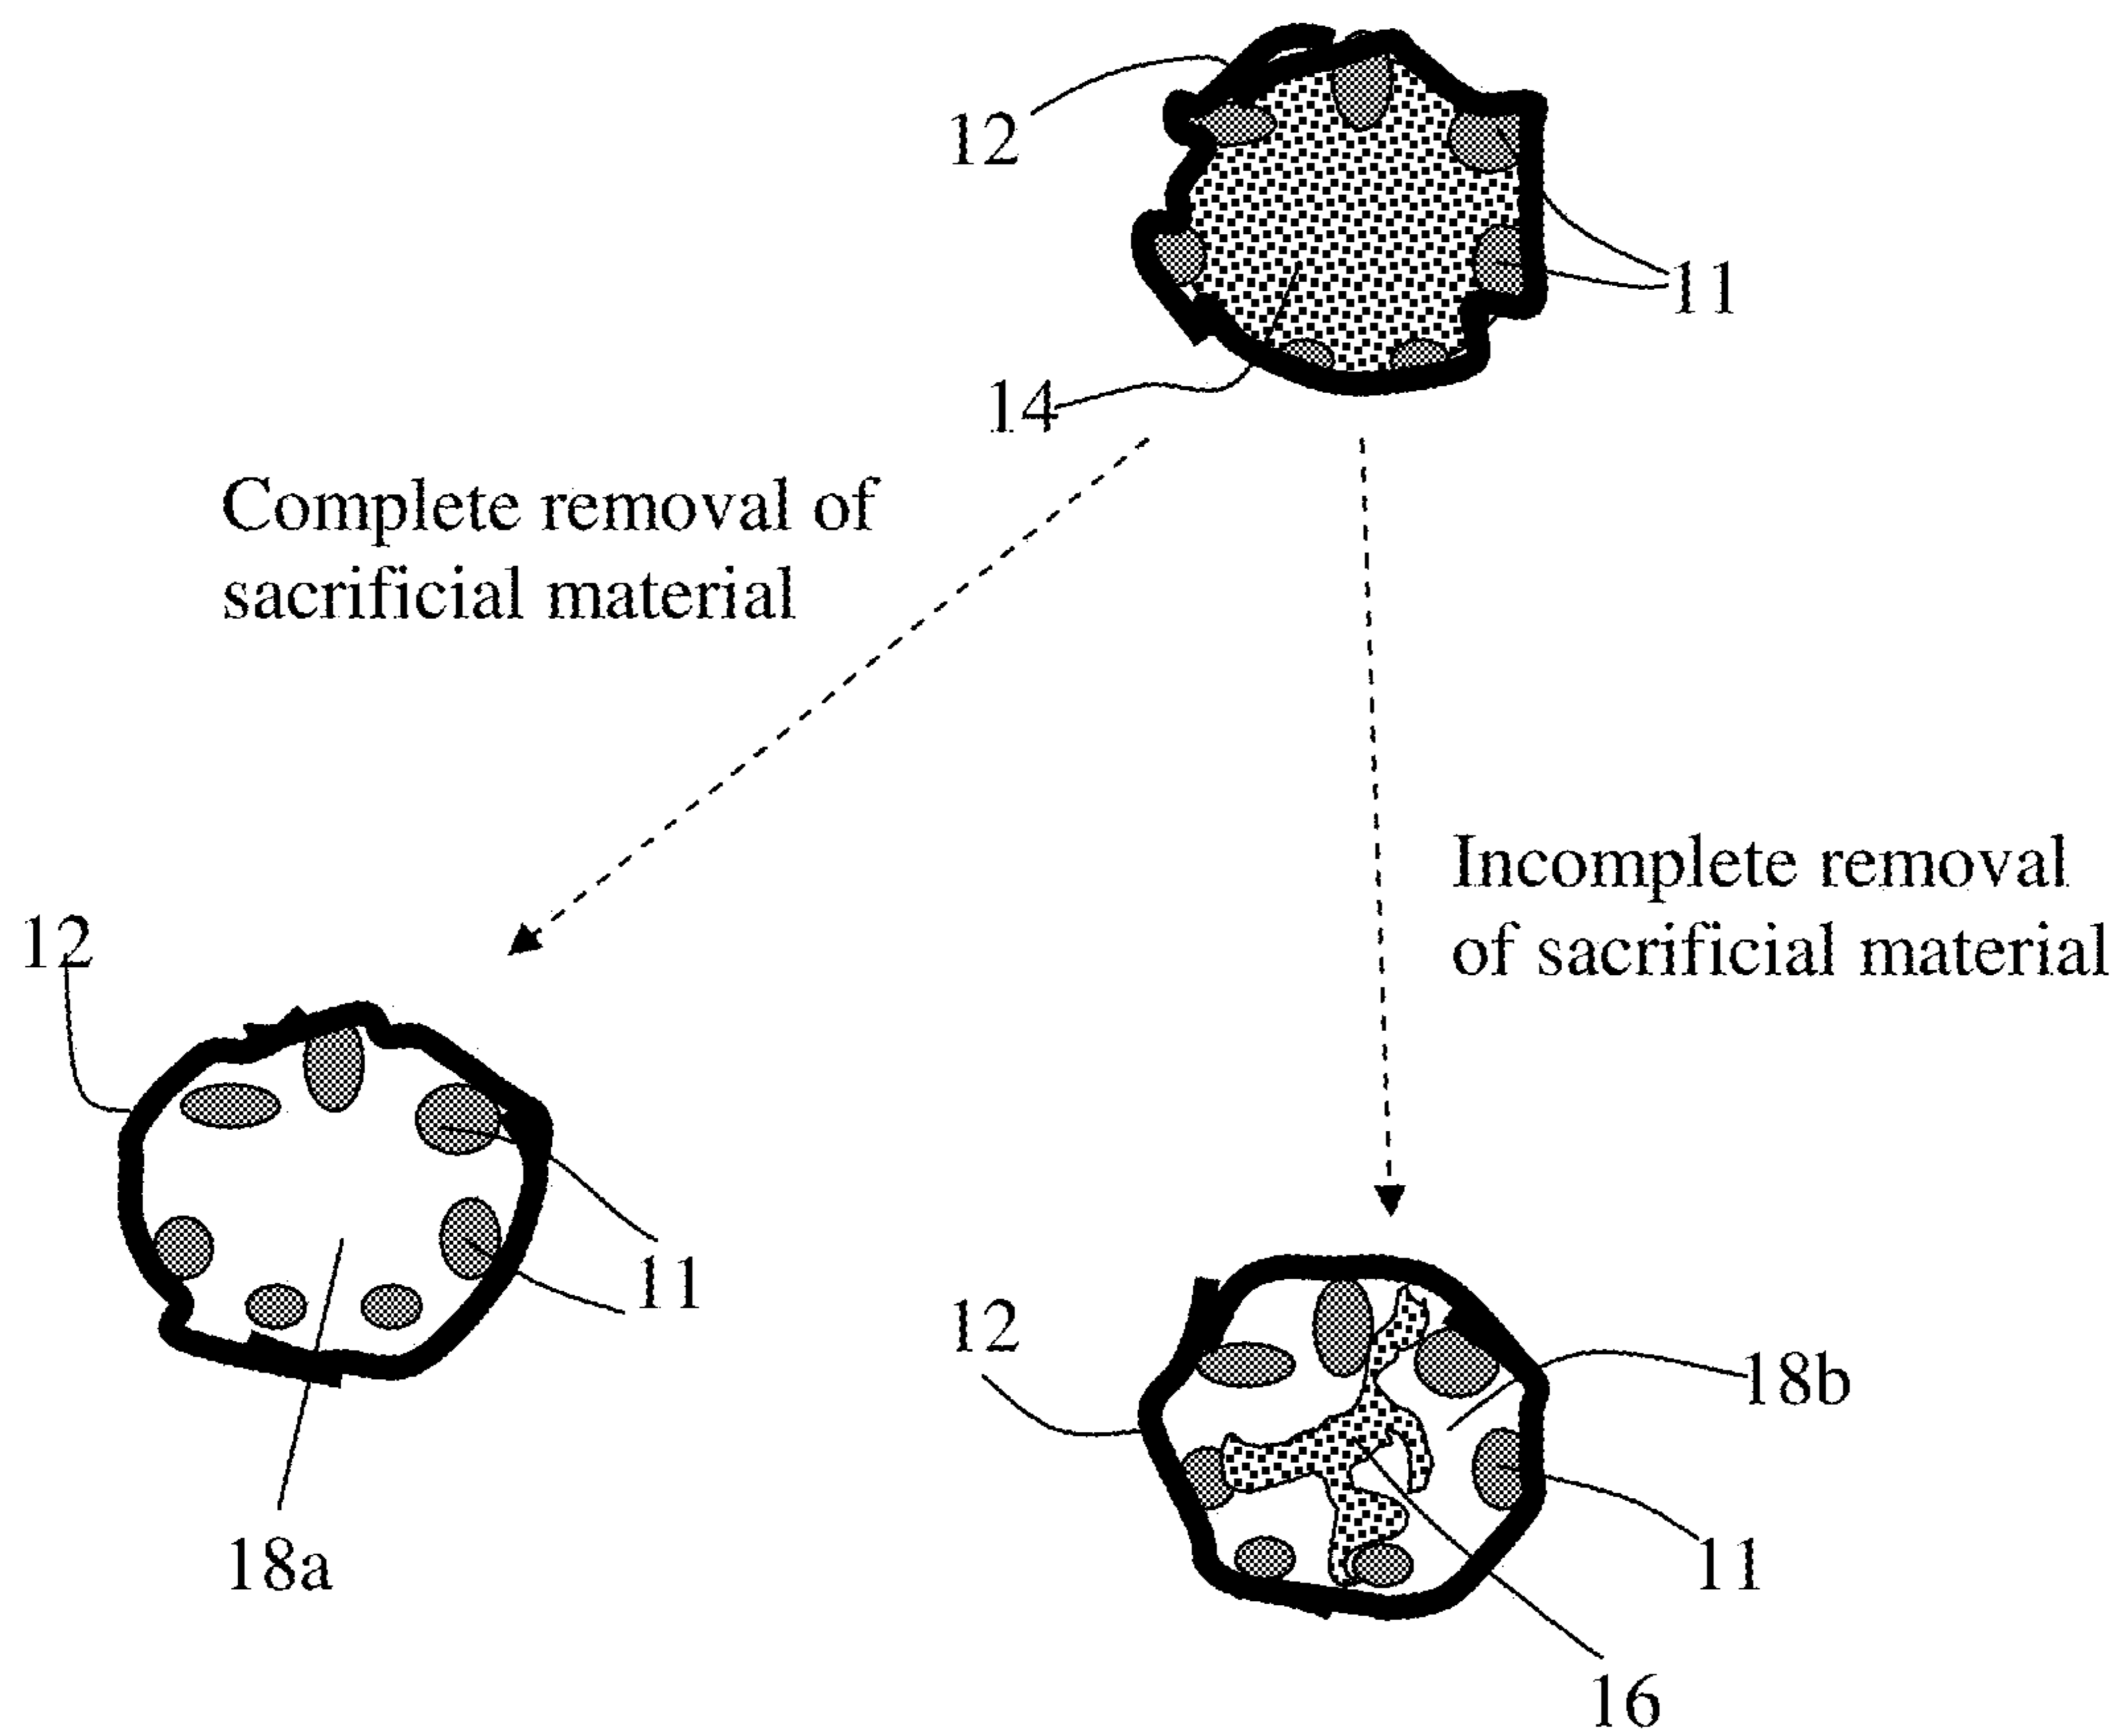 12
11
14
Complete removal of
sacrificial material
Incomplete removal
of sacrificial material
12
11
18a
12
18b
11
16